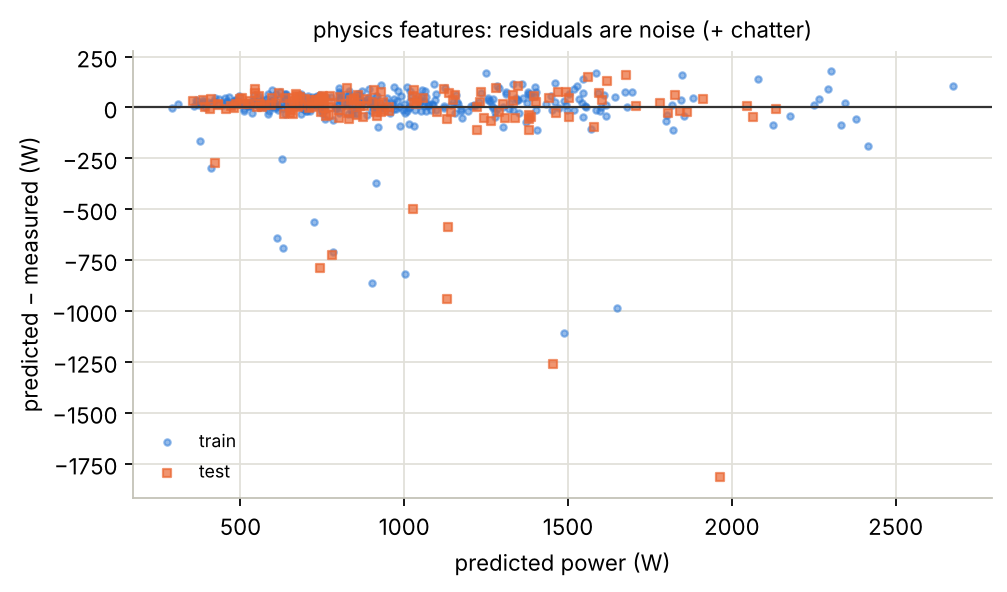 physics features: residuals are noise (+ chatter)
predicted − measured (W)
250
0
−250
−500
−750
−1000
−1250
−1500
−1750
train
test
500
1000
1500
2000
2500
predicted power (W)